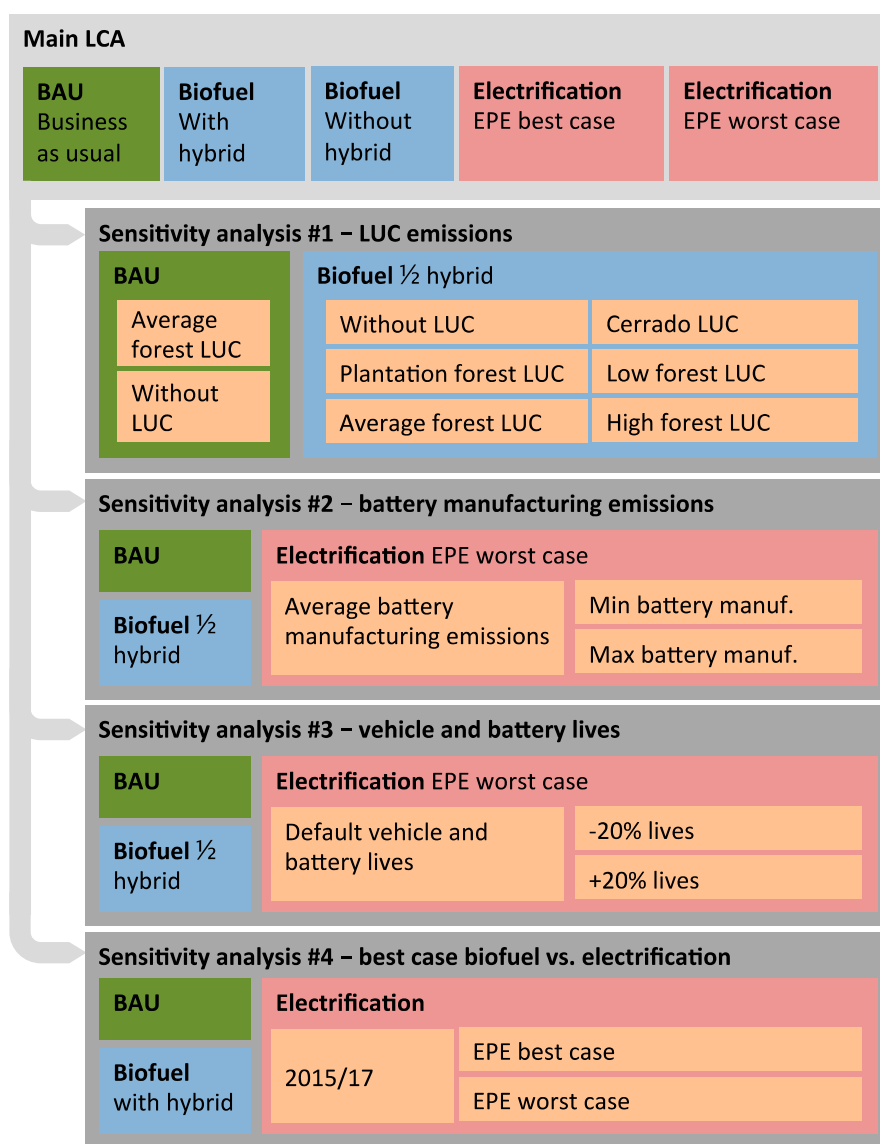 Main LCA
BAU
Business
as usual
Biofuel
With
hybrid
Biofuel
Without
hybrid
Electrification
EPE best case
Electrification
EPE worst case
Sensitivity analysis #1 – LUC emissions
BAU
Average
forest LUC
Without
LUC
Biofuel ½ hybrid
Without LUC
Cerrado LUC
Plantation forest LUC
Low forest LUC
Average forest LUC
High forest LUC
Sensitivity analysis #2 – battery manufacturing emissions
BAU
Biofuel ½
hybrid
Electrification EPE worst case
Average battery
manufacturing emissions
Min battery manuf.
Max battery manuf.
Sensitivity analysis #3 – vehicle and battery lives
BAU
Biofuel ½
hybrid
Electrification EPE worst case
Default vehicle and
battery lives
-20% lives
+20% lives
Sensitivity analysis #4 – best case biofuel vs. electrification
BAU
Biofuel
with hybrid
Electrification
2015/17
EPE best case
EPE worst case